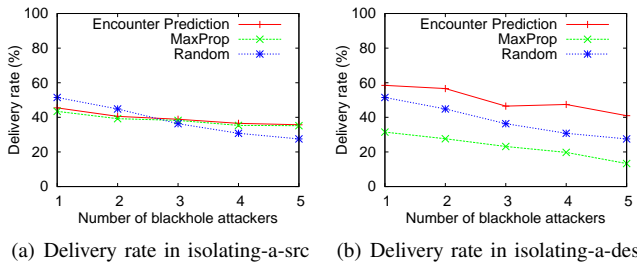 Encounter Prediction
MaxProp
Random
Delivery rate (%)
100
80
60
40
20
0
1 2 3 4 5
Number of blackhole attackers
(a) Delivery rate in isolating-a-src
Encounter Prediction
MaxProp
Random
Delivery rate (%)
100
80
60
40
20
0
1 2 3 4 5
Number of blackhole attackers
(b) Delivery rate in isolating-a-des